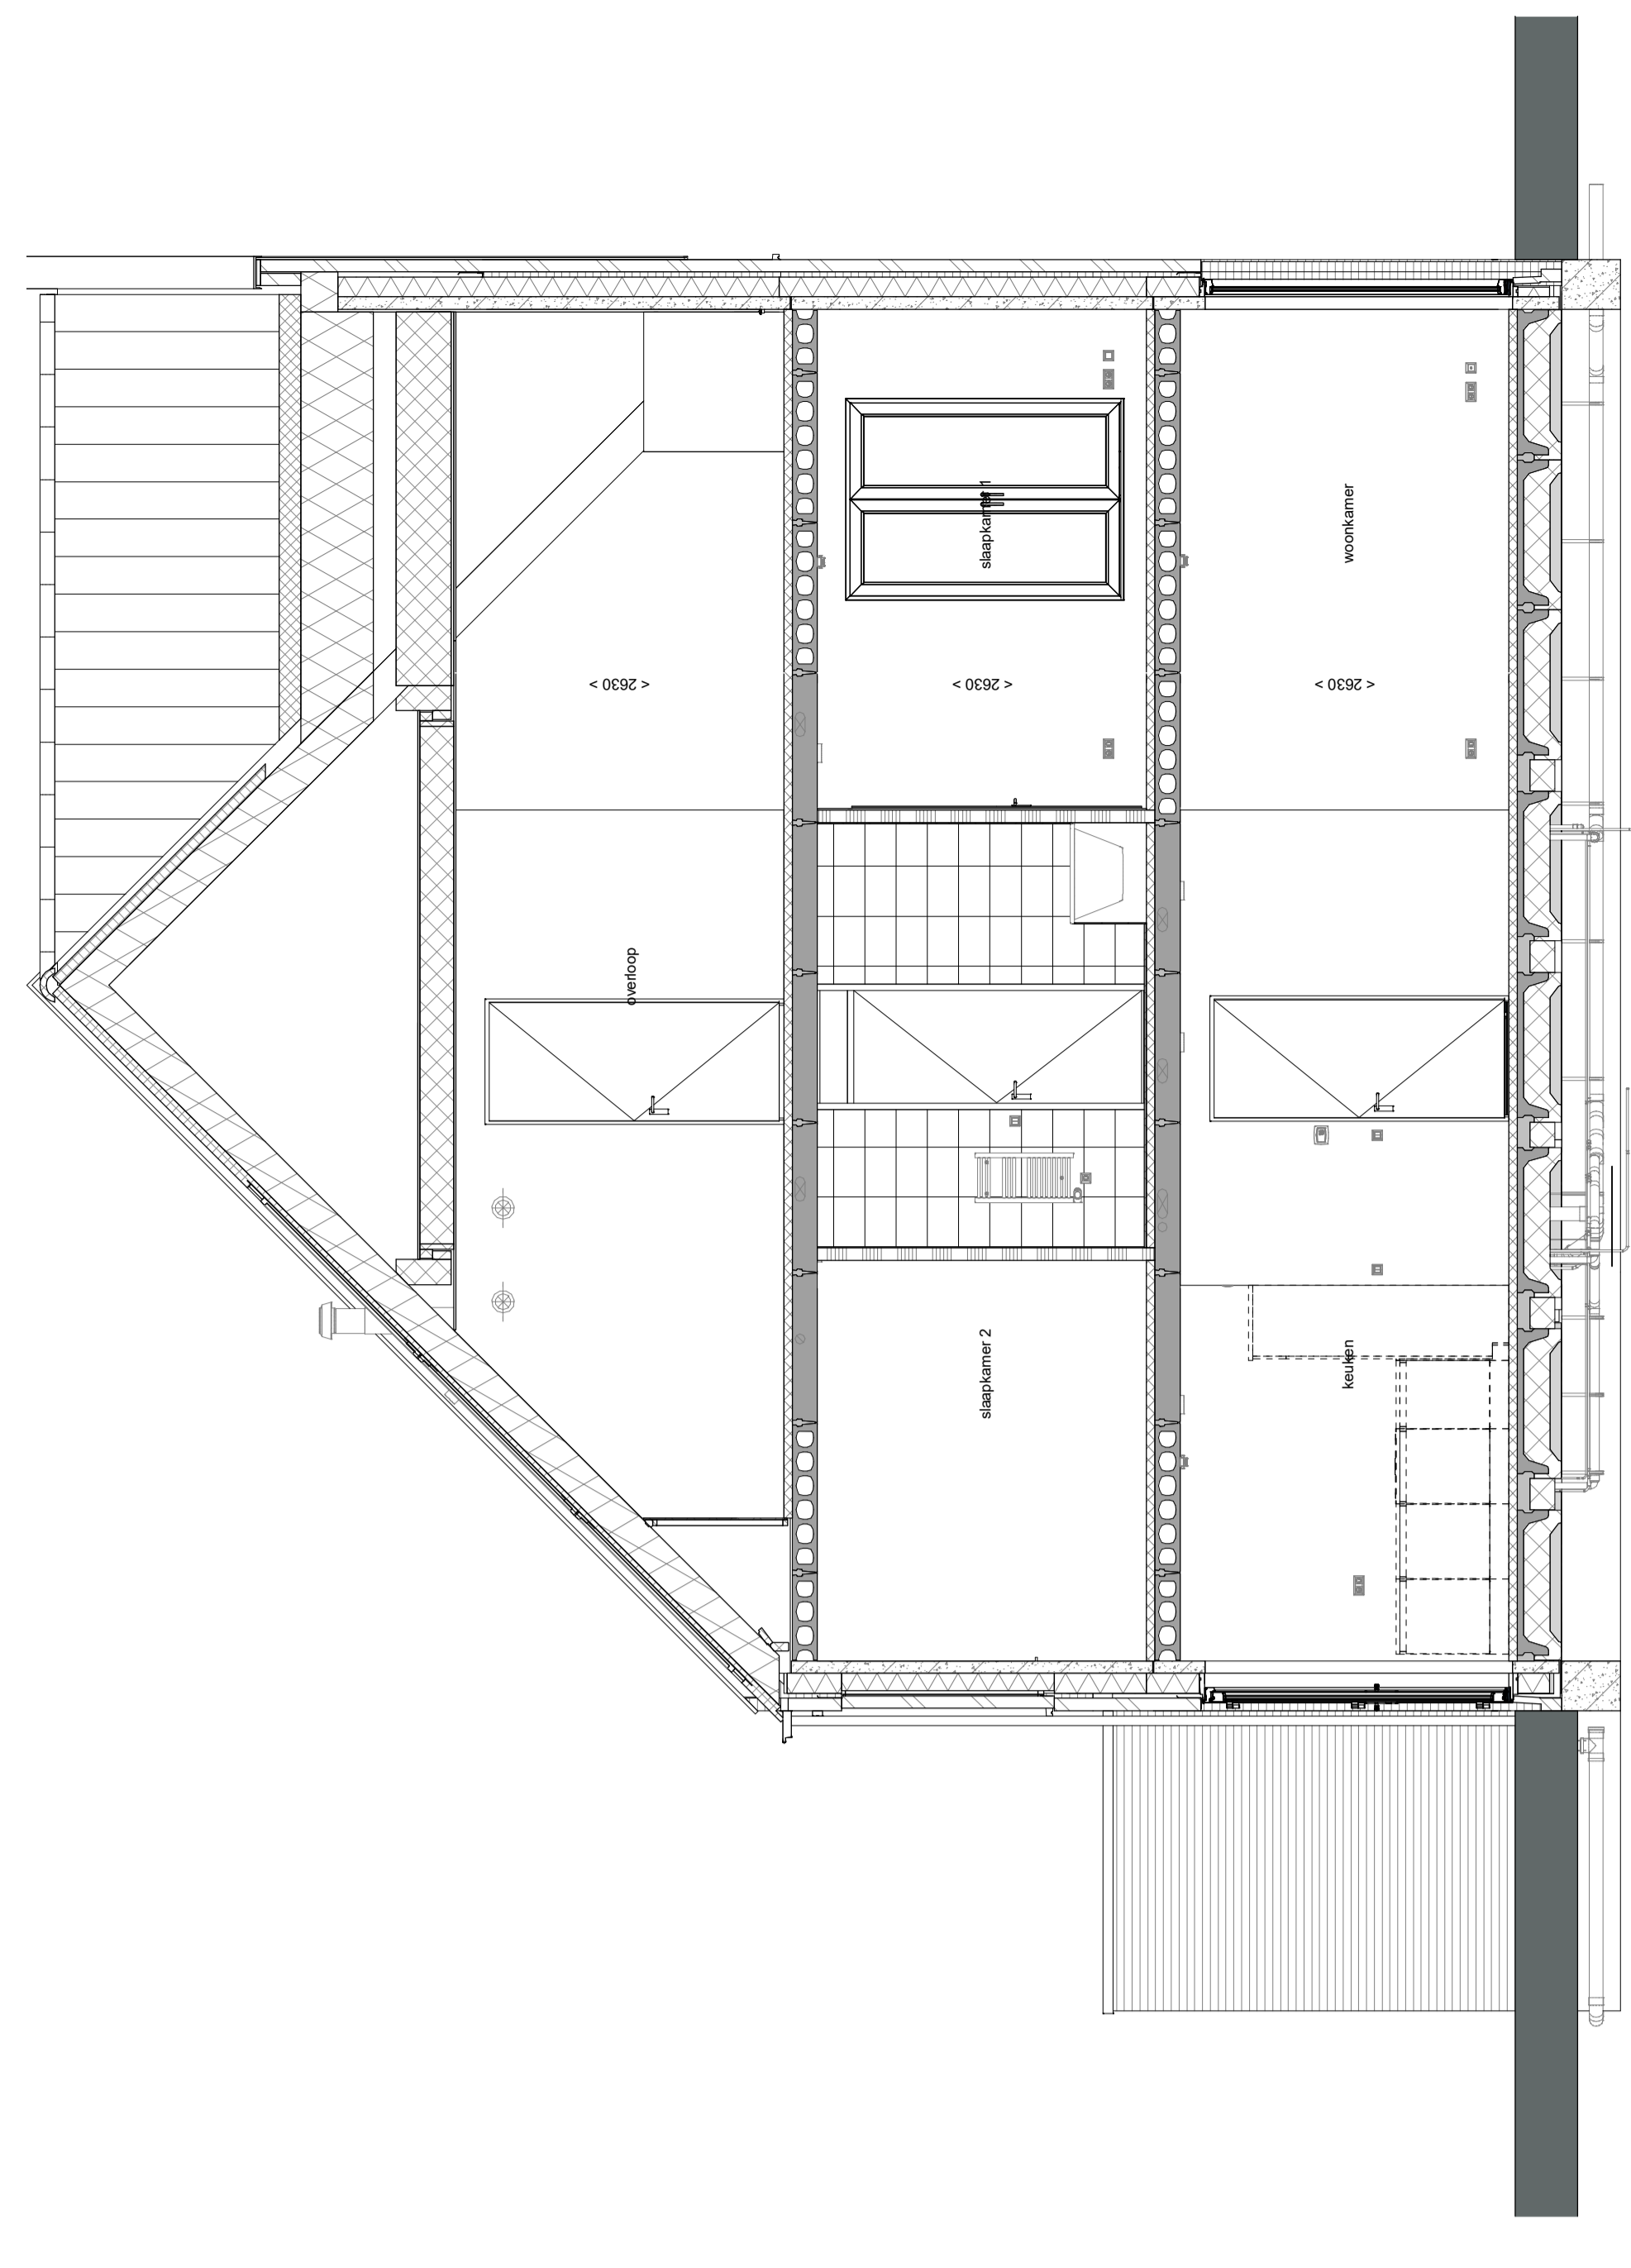 overloop
< 2630 >
slaapkamer 2
slaapkamer 1
< 2630 >
keuken
woonkamer
< 2630 >